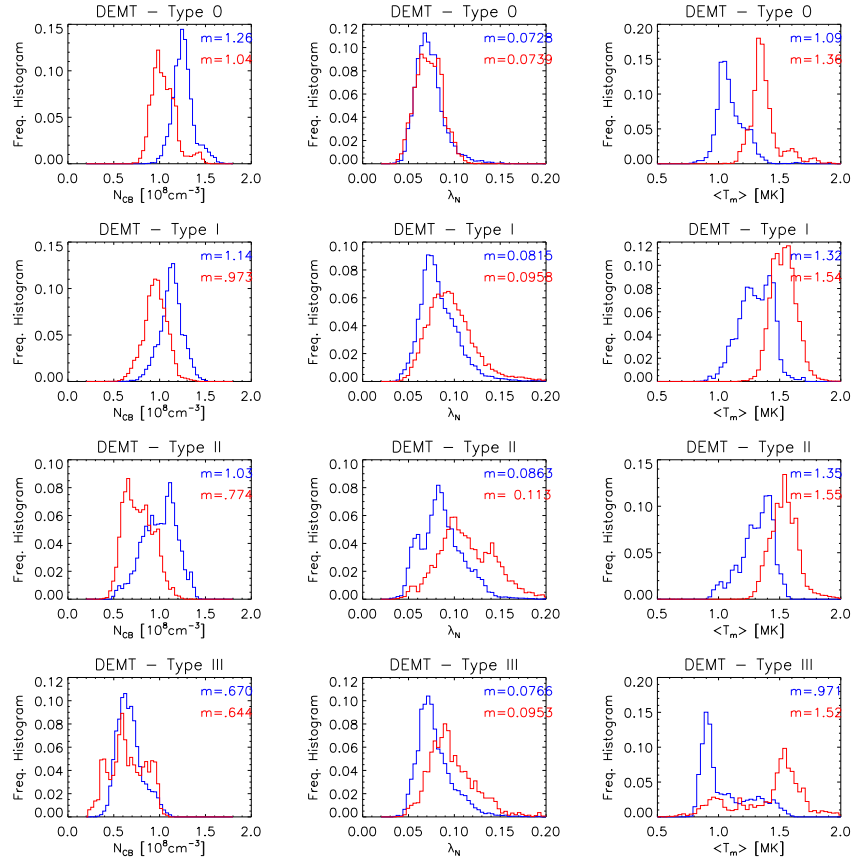 DEMT – Type O
m=1.26
m=1.04
Freq. Histogram
0.15
0.10
0.05
0.00
0.0 0.5 1.0 1.5 2.0
N_CB [10^8cm^-3]
DEMT – Type O
m=0.0728
m=0.0739
Freq. Histogram
0.12
0.10
0.08
0.06
0.04
0.02
0.00
0.00 0.05 0.10 0.15 0.20
λ_N
DEMT – Type O
m=1.09
m=1.36
Freq. Histogram
0.20
0.15
0.10
0.05
0.00
0.5 1.0 1.5 2.0
<T_m> [MK]
DEMT – Type I
m=1.14
m=.973
Freq. Histogram
0.15
0.10
0.05
0.00
0.0 0.5 1.0 1.5 2.0
N_CB [10^8cm^-3]
DEMT – Type I
m=0.0815
m=0.0958
Freq. Histogram
0.10
0.08
0.06
0.04
0.02
0.00
0.00 0.05 0.10 0.15 0.20
λ_N
DEMT – Type I
m=1.32
m=1.54
Freq. Histogram
0.12
0.10
0.08
0.06
0.04
0.02
0.00
0.5 1.0 1.5 2.0
<T_m> [MK]
DEMT – Type II
m=1.03
m=.774
Freq. Histogram
0.10
0.08
0.06
0.04
0.02
0.00
0.0 0.5 1.0 1.5 2.0
N_CB [10^8cm^-3]
DEMT – Type II
m=0.0863
m= 0.113
Freq. Histogram
0.10
0.08
0.06
0.04
0.02
0.00
0.00 0.05 0.10 0.15 0.20
λ_N
DEMT – Type II
m=1.35
m=1.55
Freq. Histogram
0.15
0.10
0.05
0.00
0.5 1.0 1.5 2.0
<T_m> [MK]
DEMT – Type III
m=.670
m=.644
Freq. Histogram
0.12
0.10
0.08
0.06
0.04
0.02
0.00
0.0 0.5 1.0 1.5 2.0
N_CB [10^8cm^-3]
DEMT – Type III
m=0.0766
m=0.0953
Freq. Histogram
0.12
0.10
0.08
0.06
0.04
0.02
0.00
0.00 0.05 0.10 0.15 0.20
λ_N
DEMT – Type III
m=.971
m=1.52
Freq. Histogram
0.20
0.15
0.10
0.05
0.00
0.5 1.0 1.5 2.0
<T_m> [MK]